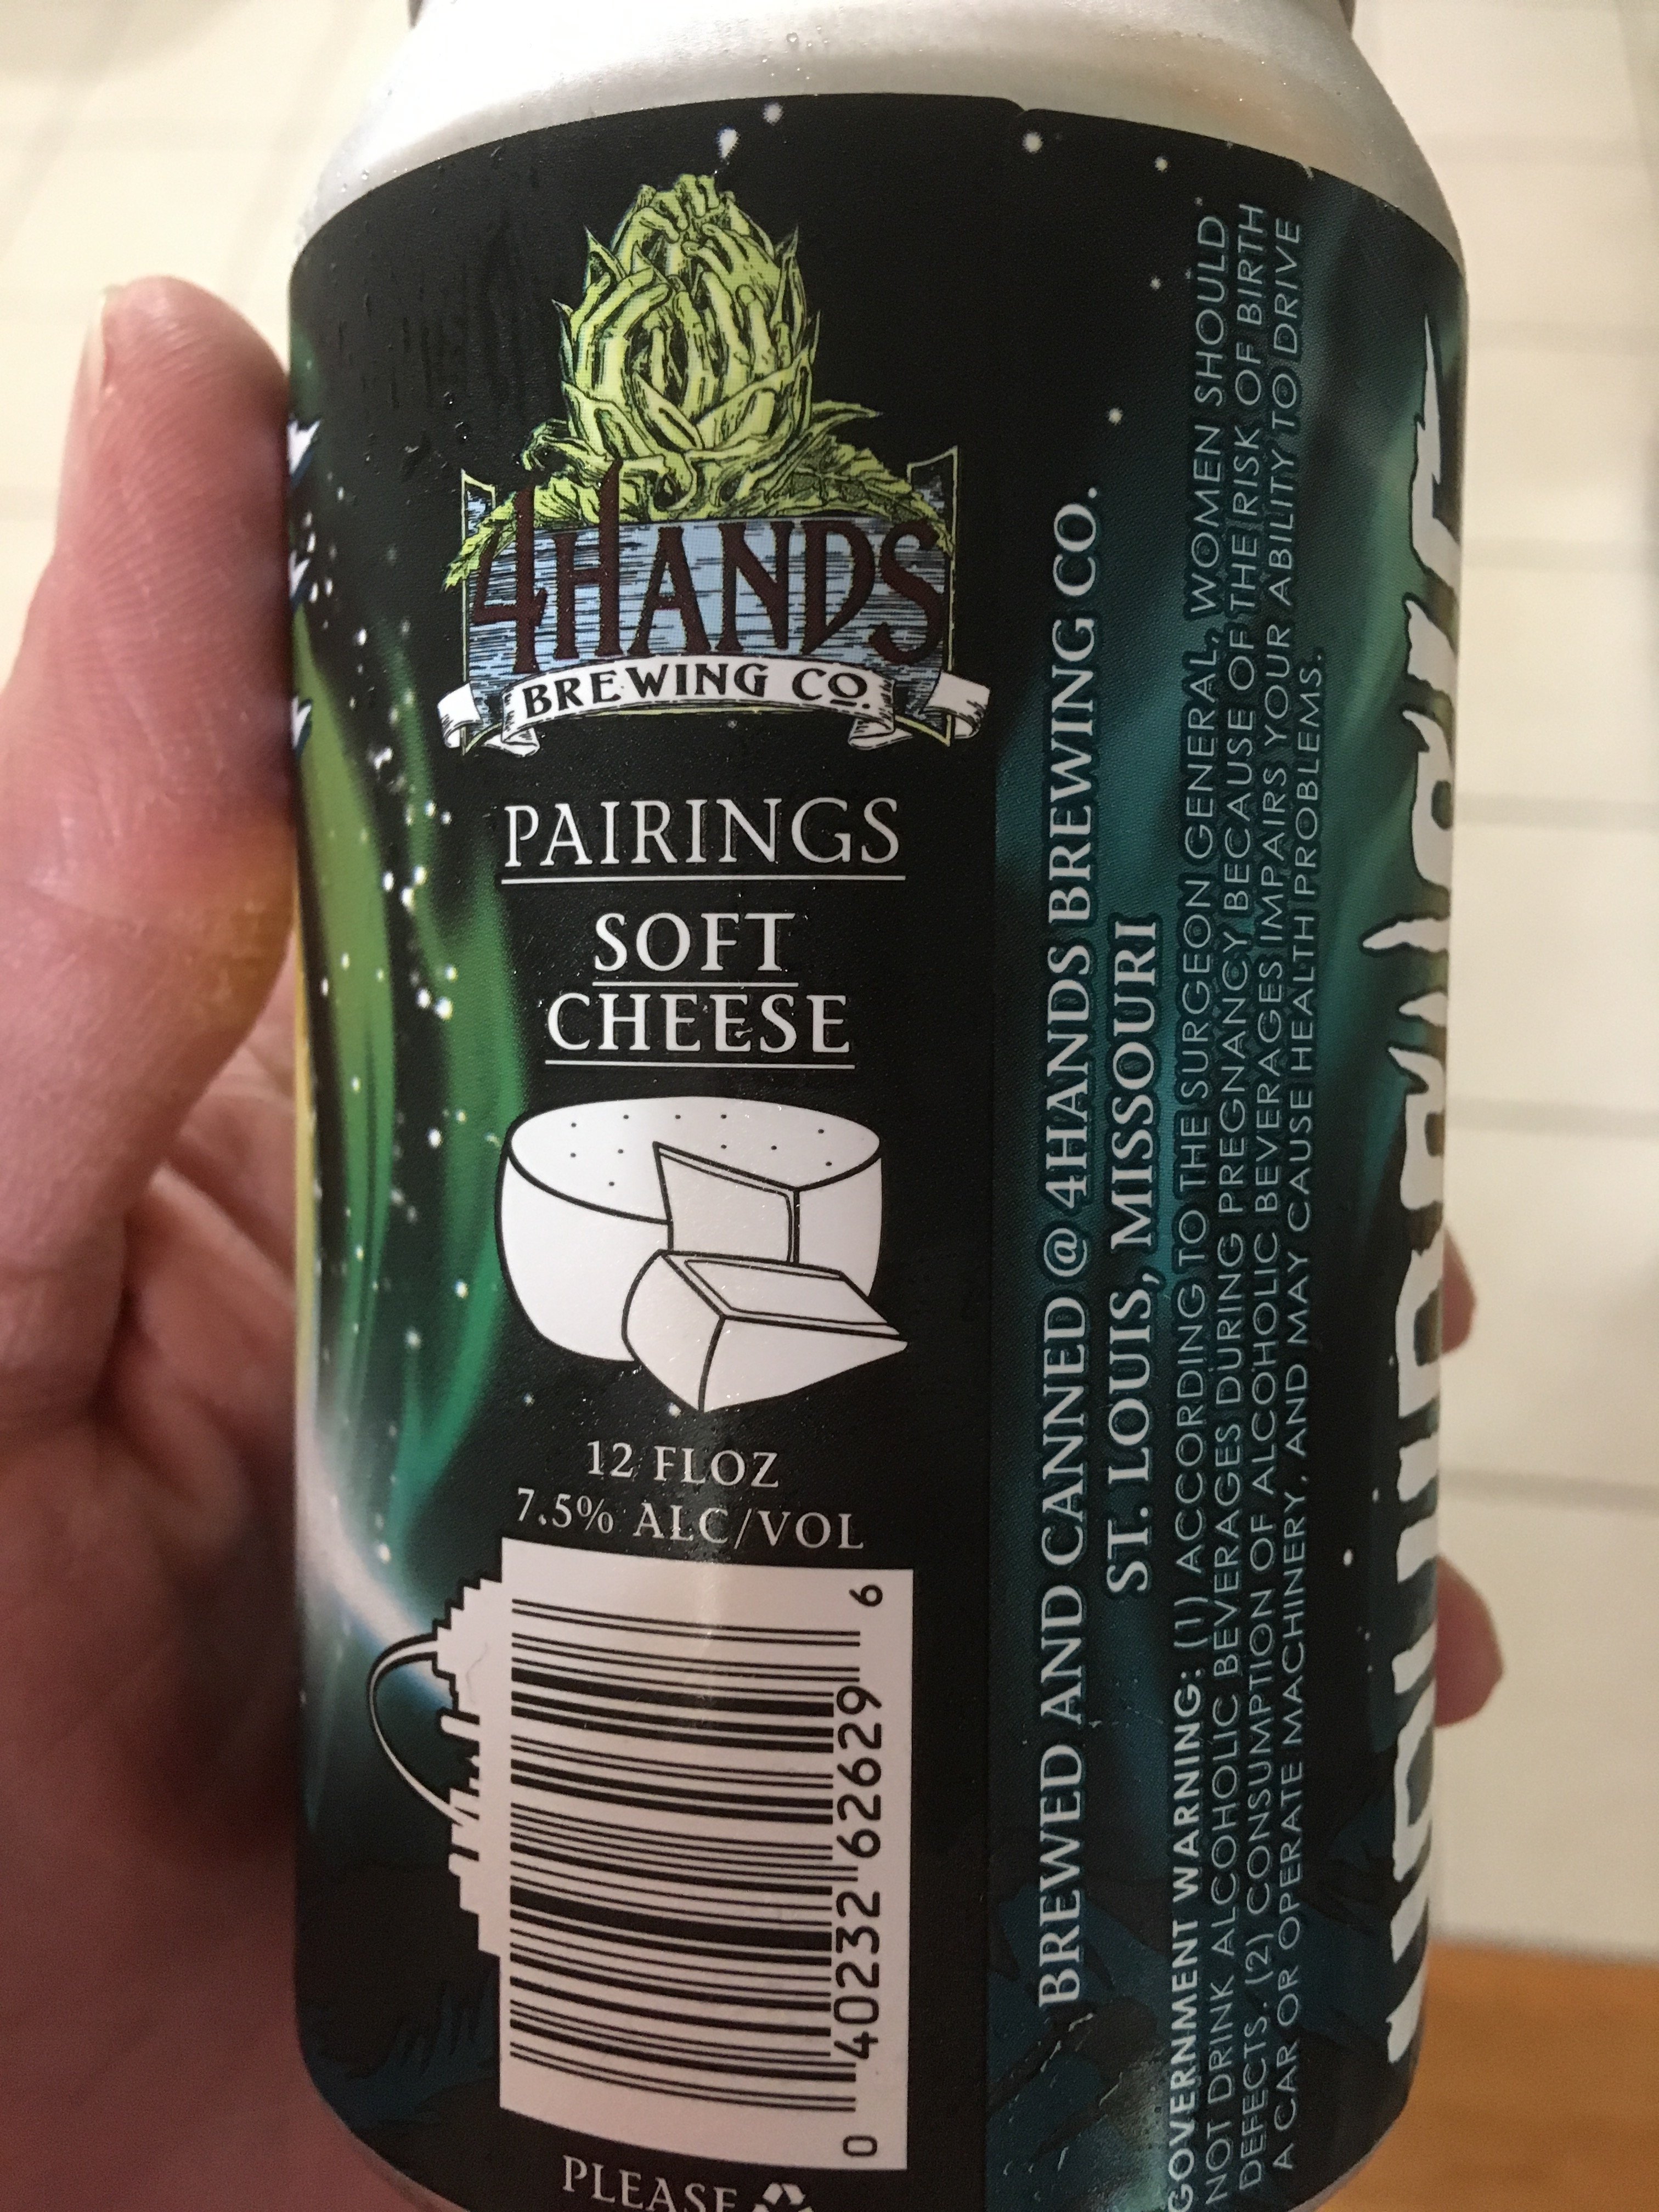 4HANDS
BREWING CO.
PAIRINGS
SOFT
CHEESE
12 FLOZ
7.5% ALC/VOL
0 40232 62629 6
PLEASE
BREWED AND CANNED @ 4HANDS BREWING CO.
ST. LOUIS, MISSOURI
GOVERNMENT WARNING: (1) ACCORDING TO THE SURGEON GENERAL, WOMEN SHOULD
NOT DRINK ALCOHOLIC BEVERAGES DURING PREGNANCY BECAUSE OF THE RISK OF BIRTH
DEFECTS. (2) CONSUMPTION OF ALCOHOLIC BEVERAGES IMPAIRS YOUR ABILITY TO DRIVE
A CAR OR OPERATE MACHINERY, AND MAY CAUSE HEALTH PROBLEMS.